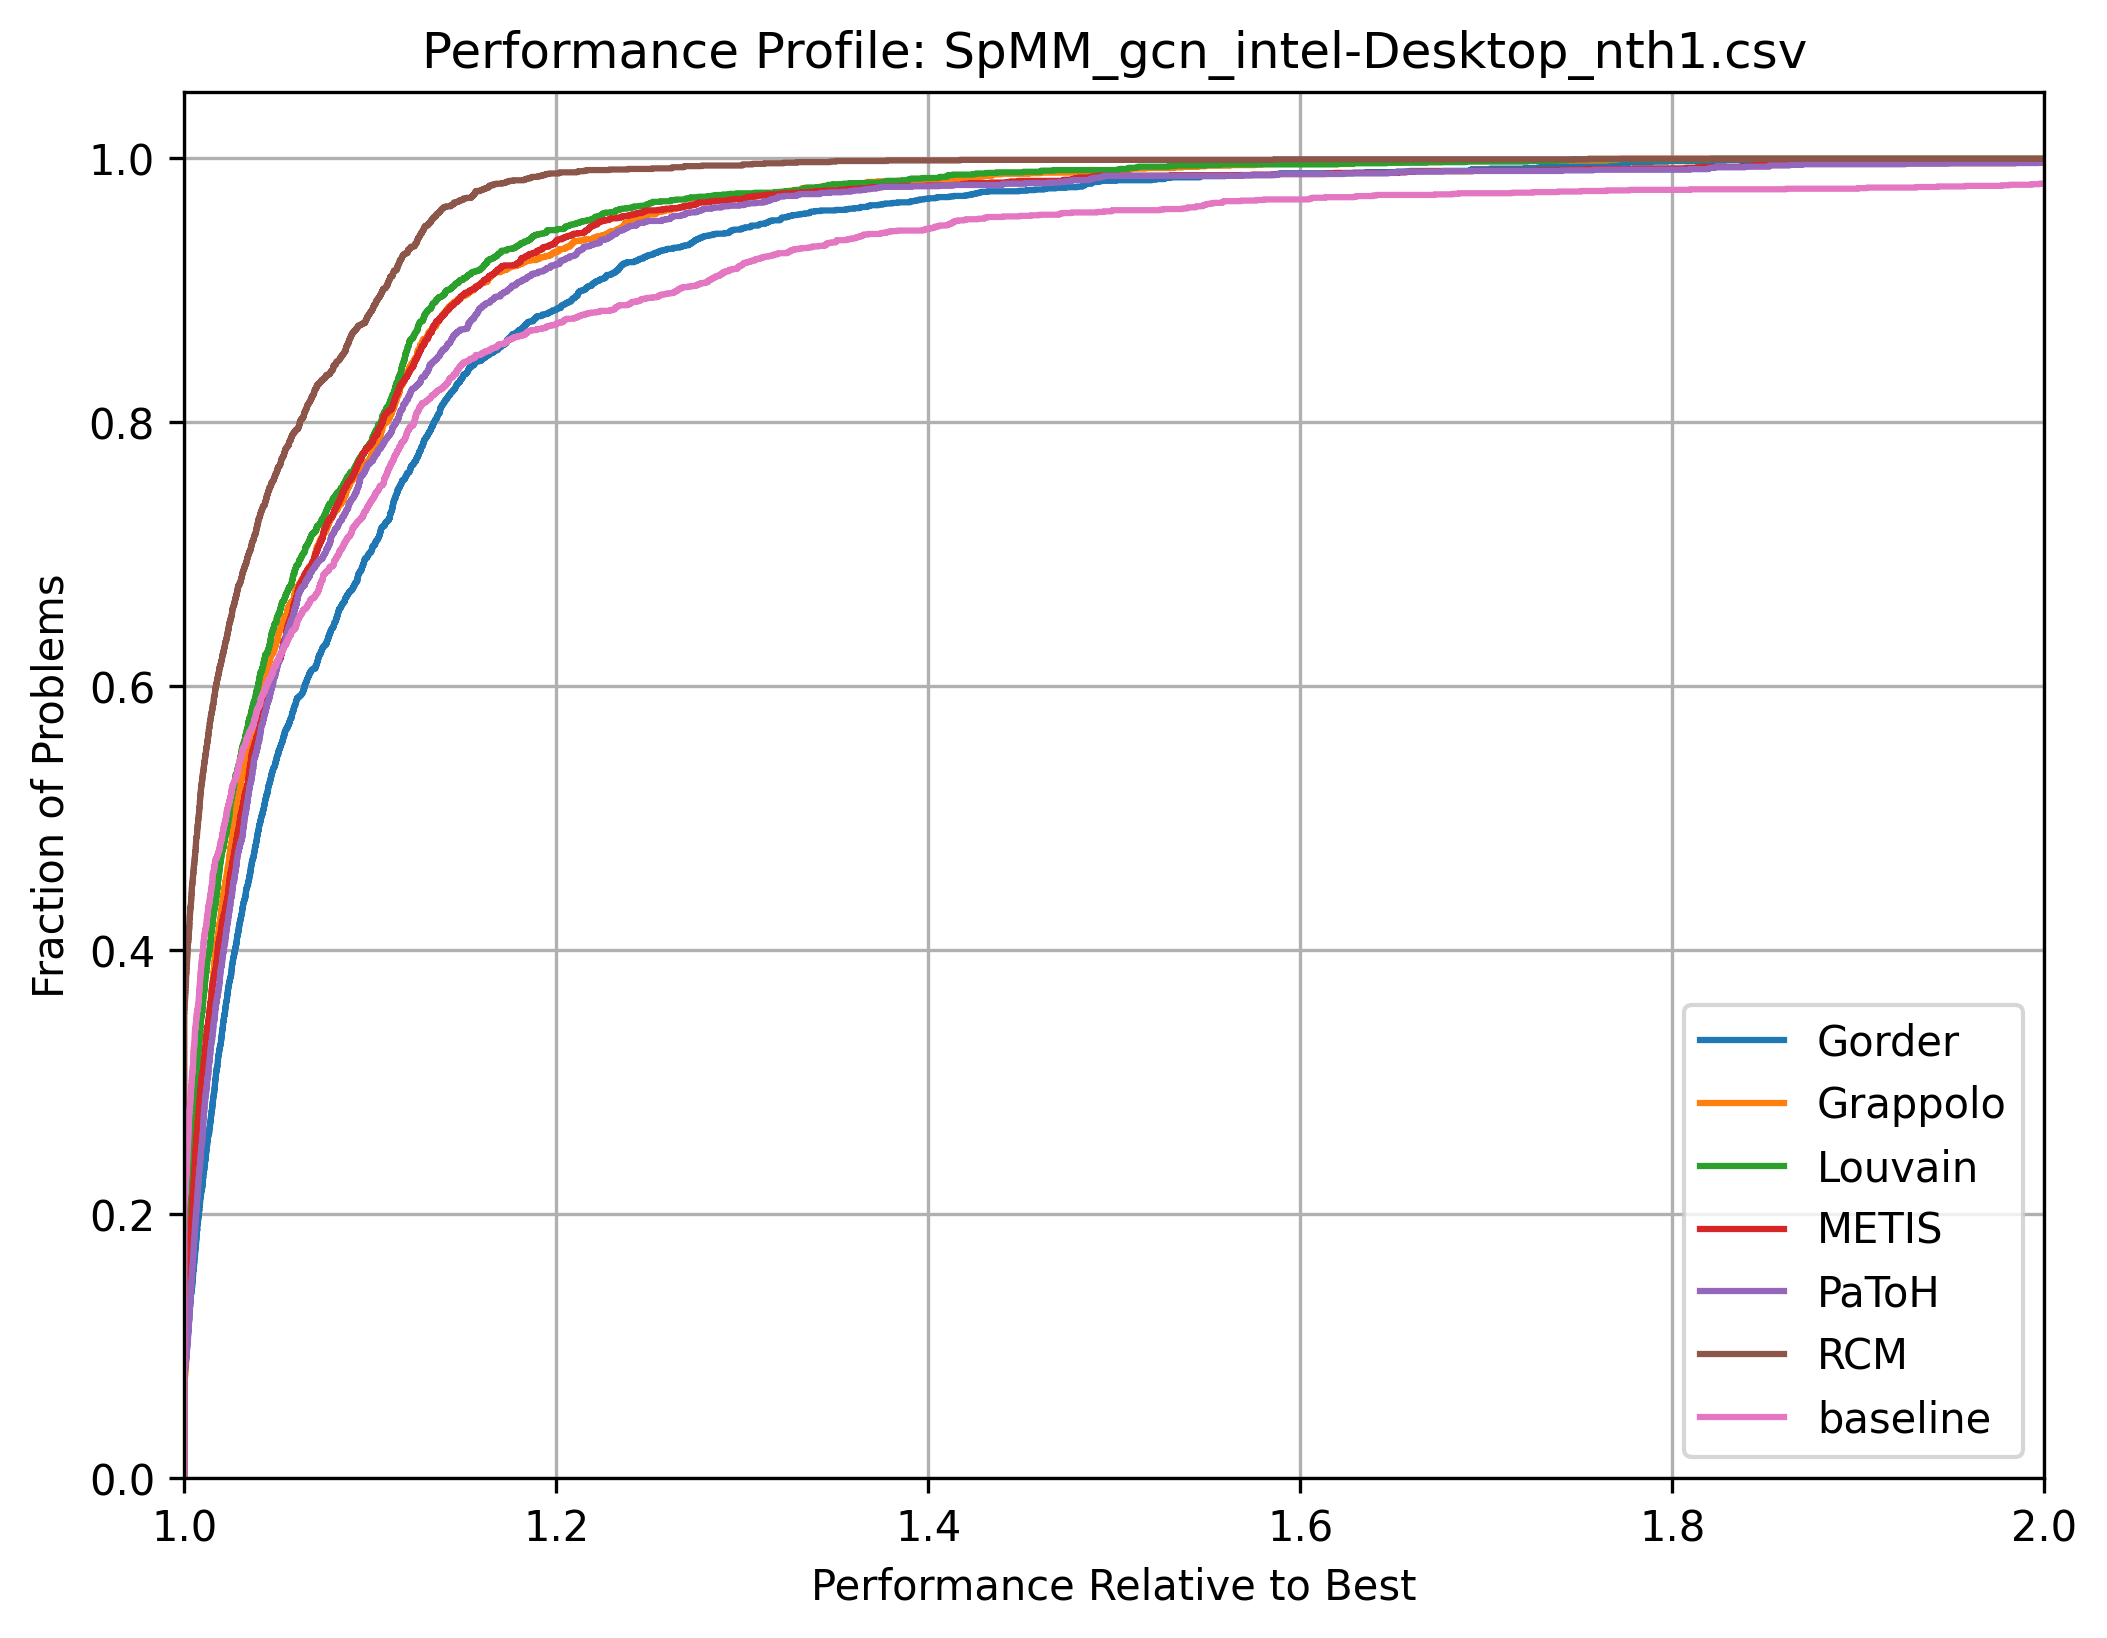 Performance Profile: SpMM_gcn_intel-Desktop_nth1.csv
Fraction of Problems
1.0
0.8
0.6
0.4
0.2
0.0
1.0 1.2 1.4 1.6 1.8 2.0
Performance Relative to Best
Gorder
Grappolo
Louvain
METIS
PaToH
RCM
baseline